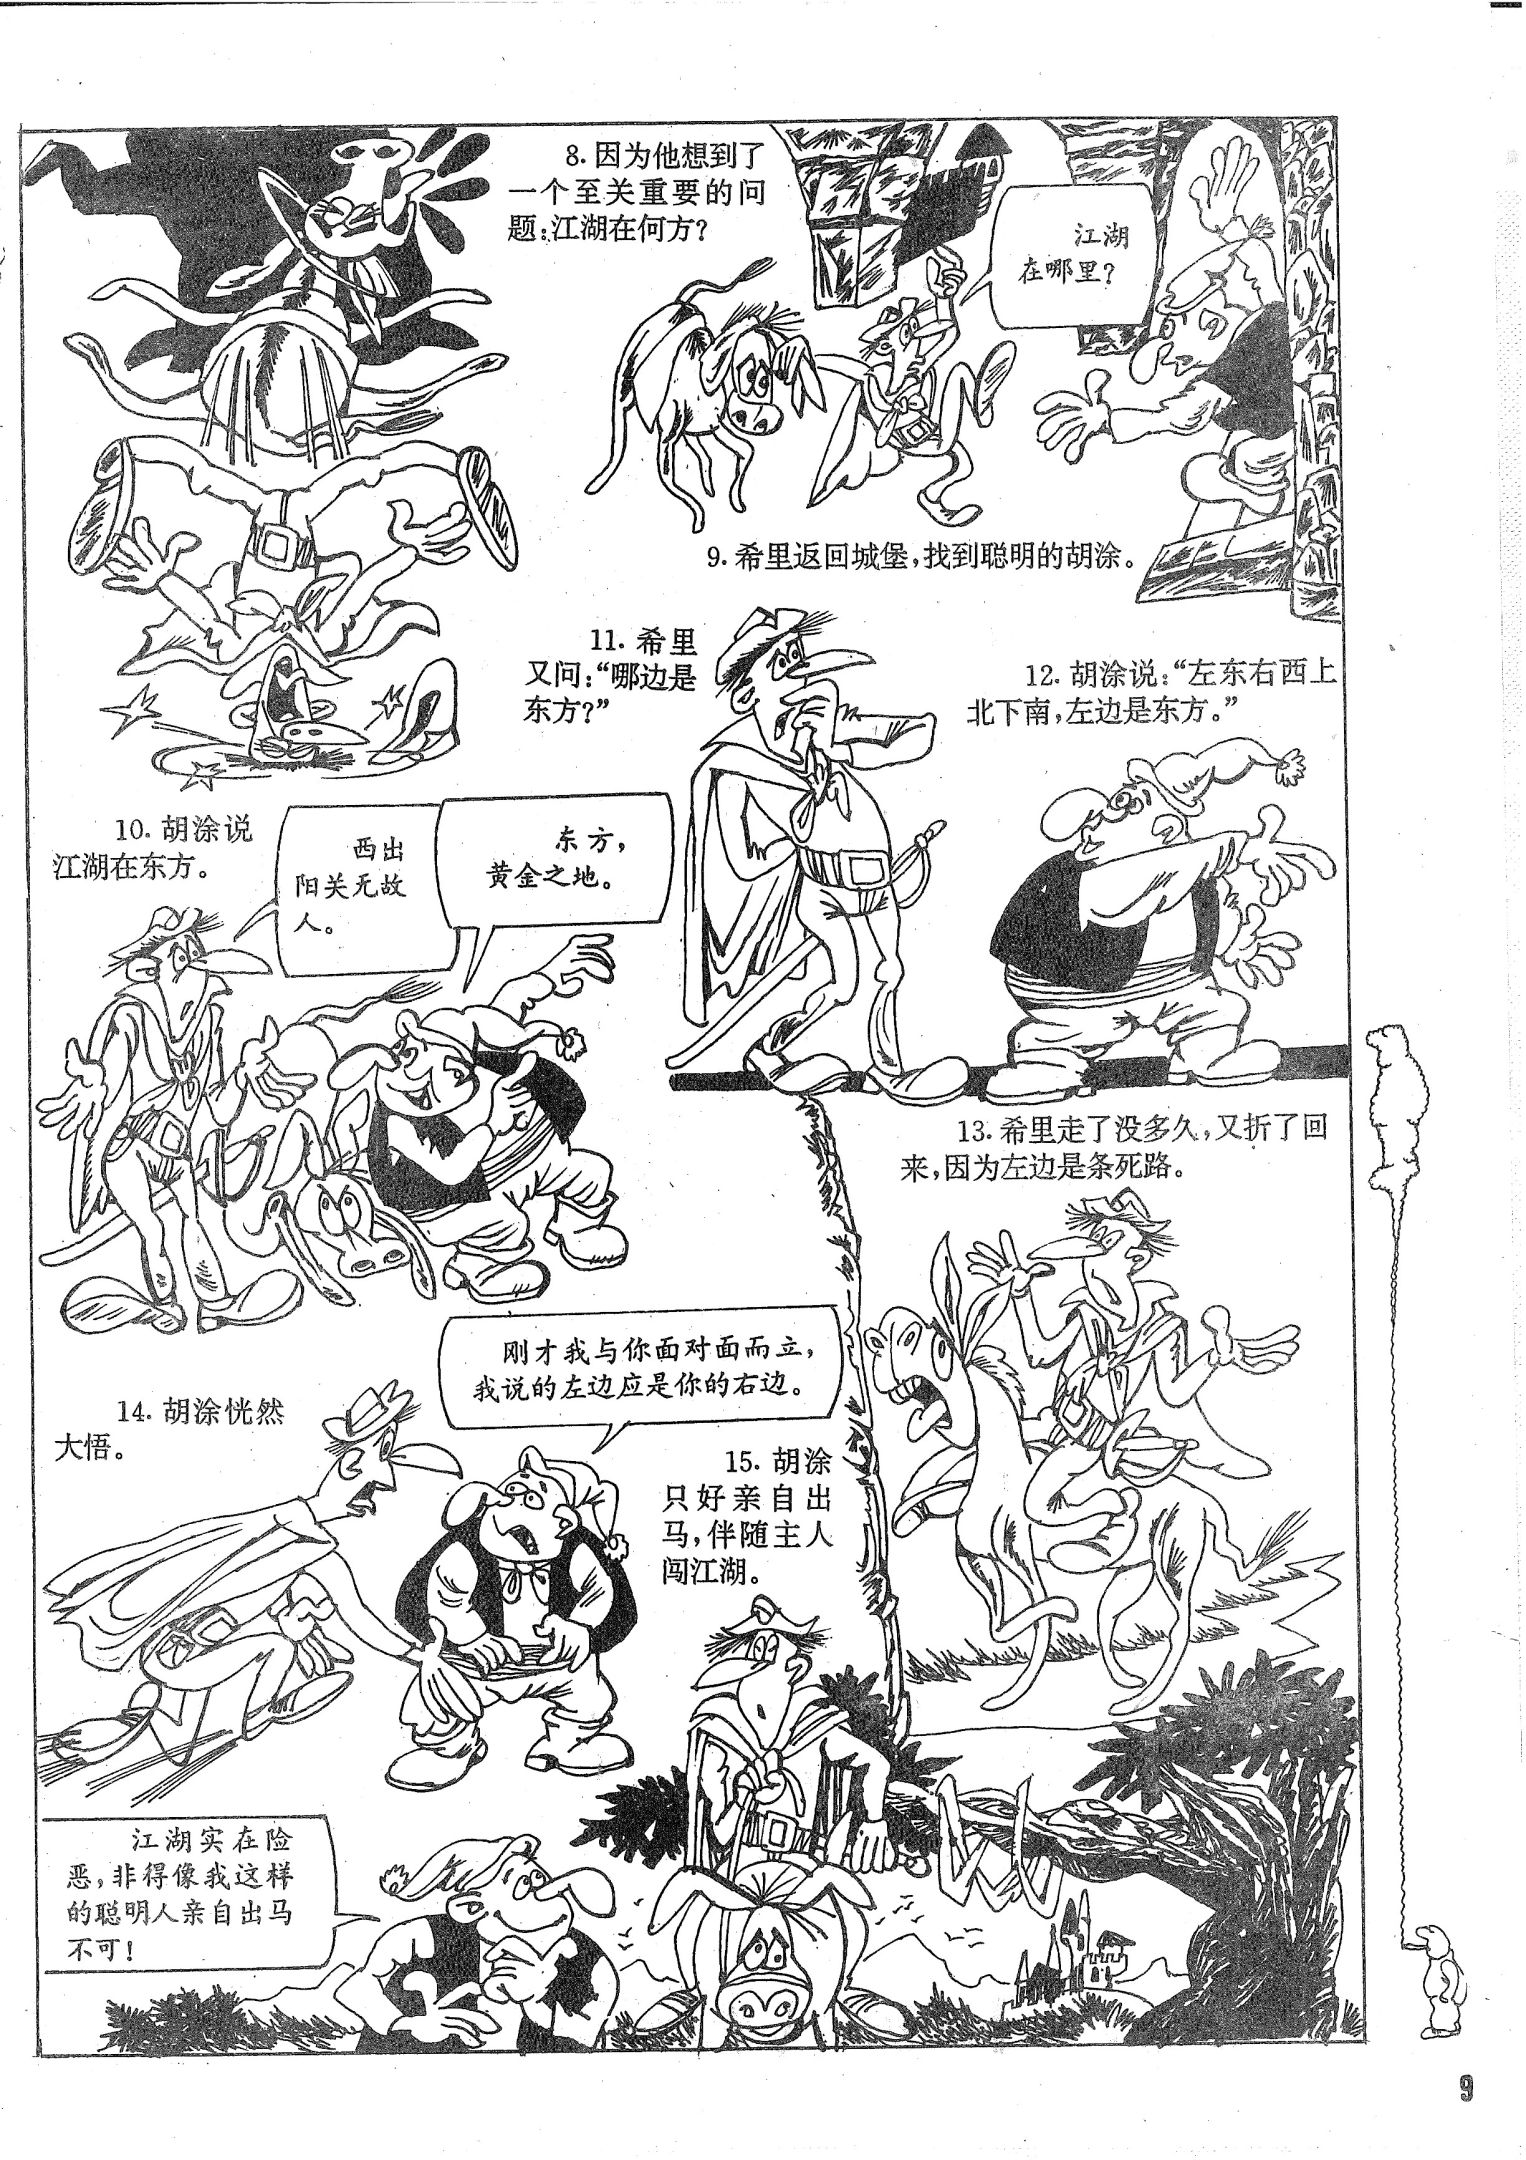 8. 因为他想到了
一个至关重要的问
题：江湖在何方？
江湖
在哪里？
9. 希里返回城堡，找到聪明的胡涂。
10. 胡涂说
江湖在东方。
西出
阳关无故
人。
东方，
黄金之地。
11. 希里
又问：“哪边是
东方？”
12. 胡涂说：“左东右西上
北下南，左边是东方。”
13. 希里走了没多久，又折了回
来，因为左边是条死路。
14. 胡涂恍然
大悟。
刚才我与你面对面而立，
我说的左边应是你的右边。
15. 胡涂
只好亲自出
马，伴随主人
闯江湖。
江湖实在险
恶，非得像我这样
的聪明人亲自出马
不可！
9